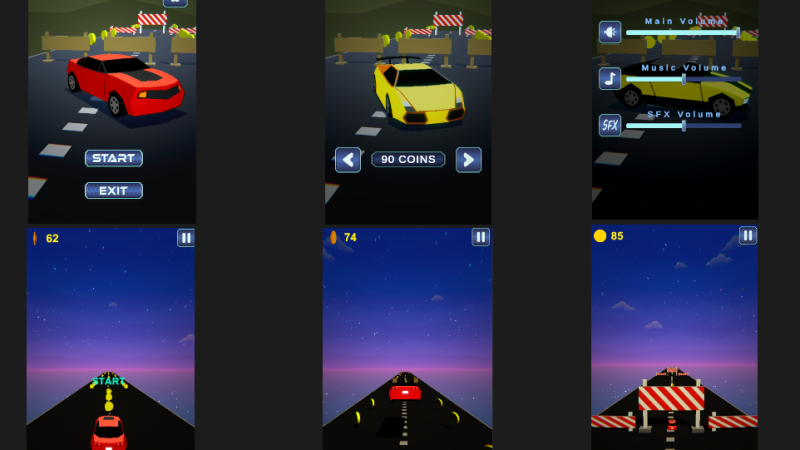 START
EXIT
90 COINS
Main Volume
Music Volume
SFX Volume
SFX
62
START
74
85